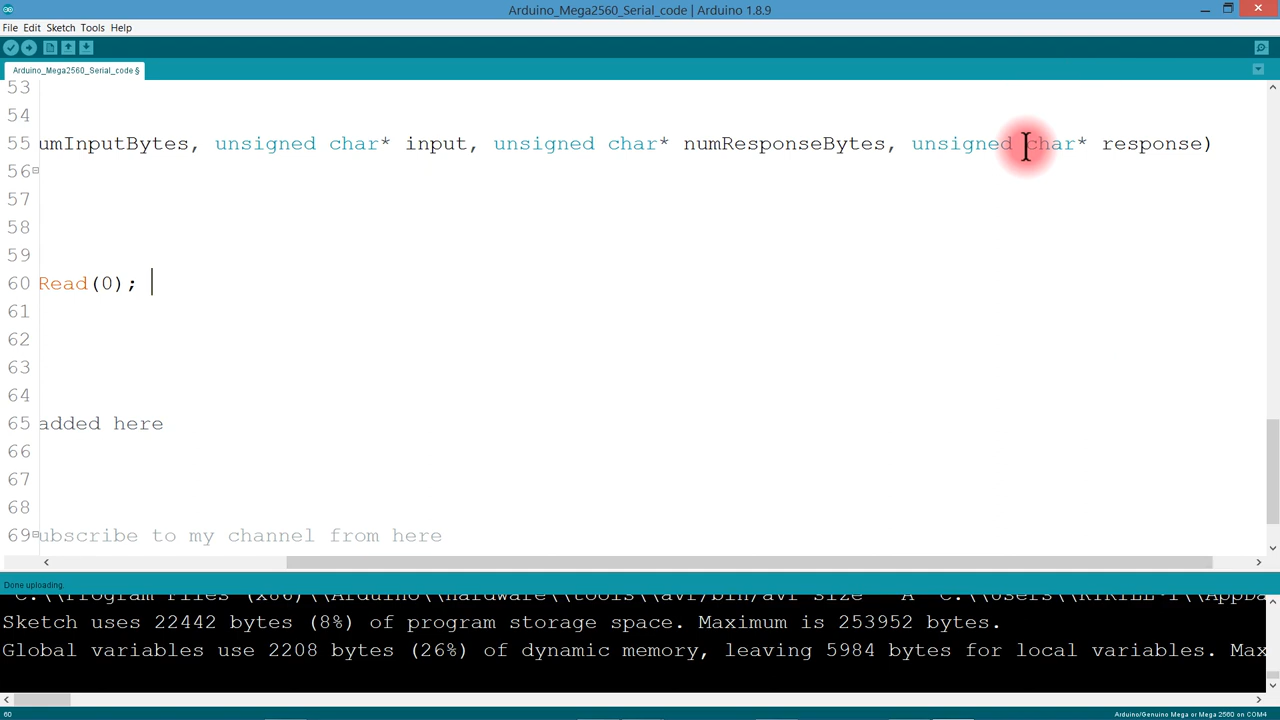 Arduino_Mega2560_Serial_code | Arduino 1.8.9
File Edit Sketch Tools Help
Arduino_Mega2560_Serial_code §
53
54
55 umInputBytes, unsigned char* input, unsigned char* numResponseBytes, unsigned char* response)
56
57
58
59
60 Read(0);
61
62
63
64
65 added here
66
67
68
69 ubscribe to my channel from here
Done uploading.
Sketch uses 22442 bytes (8%) of program storage space. Maximum is 253952 bytes.
Global variables use 2208 bytes (26%) of dynamic memory, leaving 5984 bytes for local variables. Max
60 Arduino/Genuino Mega or Mega 2560 on COM4